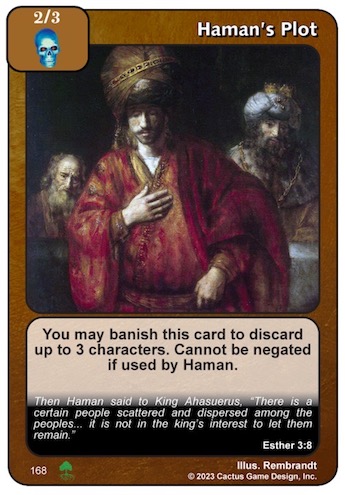 2/3
Haman's Plot
You may banish this card to discard
up to 3 characters. Cannot be negated
if used by Haman.
Then Haman said to King Ahasuerus, "There is a
certain people scattered and dispersed among the
peoples... it is not in the king's interest to let them
remain."
Esther 3:8
168
Illus. Rembrandt
© 2023 Cactus Game Design, Inc.